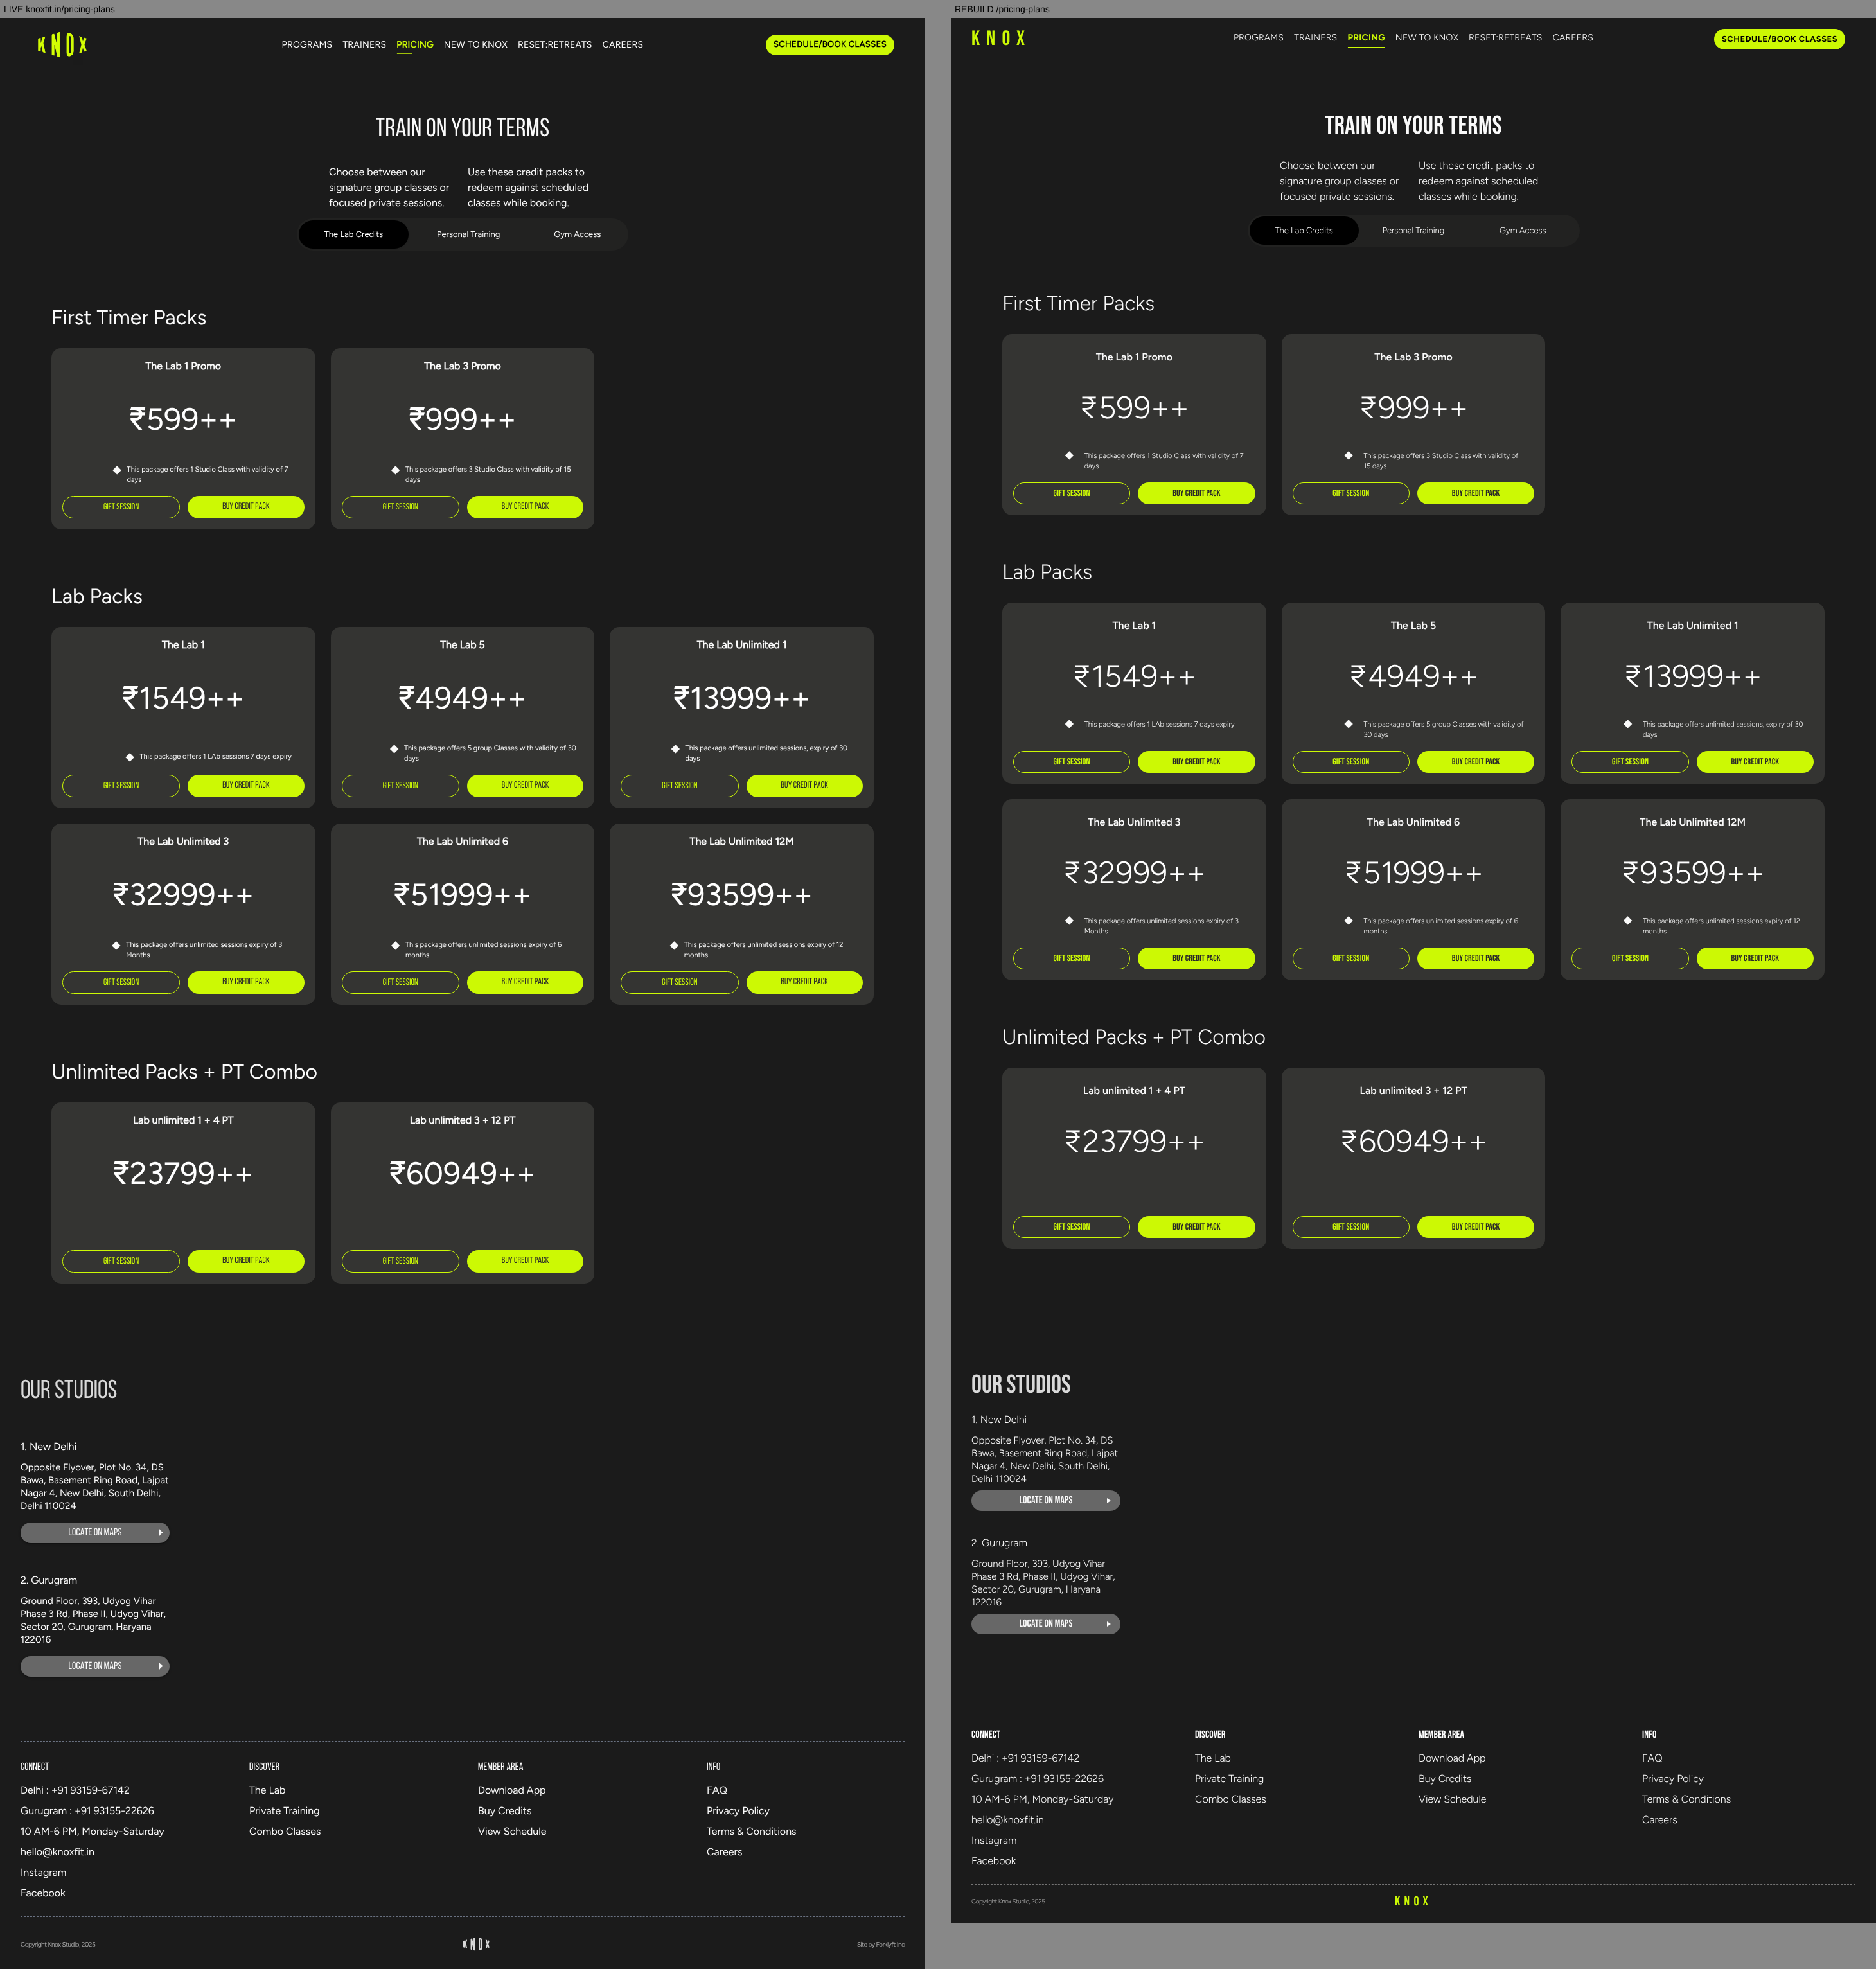 LIVE knoxfit.in/pricing-plans
KNOX
PROGRAMS TRAINERS PRICING NEW TO KNOX RESET:RETREATS CAREERS
SCHEDULE/BOOK CLASSES
TRAIN ON YOUR TERMS
Choose between our
signature group classes or
focused private sessions.
Use these credit packs to
redeem against scheduled
classes while booking.
The Lab Credits Personal Training Gym Access
First Timer Packs
The Lab 1 Promo
₹599++
This package offers 1 Studio Class with validity of 7
days
GIFT SESSION BUY CREDIT PACK
The Lab 3 Promo
₹999++
This package offers 3 Studio Class with validity of 15
days
GIFT SESSION BUY CREDIT PACK
Lab Packs
The Lab 1
₹1549++
This package offers 1 LAb sessions 7 days expiry
GIFT SESSION BUY CREDIT PACK
The Lab 5
₹4949++
This package offers 5 group Classes with validity of 30
days
GIFT SESSION BUY CREDIT PACK
The Lab Unlimited 1
₹13999++
This package offers unlimited sessions, expiry of 30
days
GIFT SESSION BUY CREDIT PACK
The Lab Unlimited 3
₹32999++
This package offers unlimited sessions expiry of 3
Months
GIFT SESSION BUY CREDIT PACK
The Lab Unlimited 6
₹51999++
This package offers unlimited sessions expiry of 6
months
GIFT SESSION BUY CREDIT PACK
The Lab Unlimited 12M
₹93599++
This package offers unlimited sessions expiry of 12
months
GIFT SESSION BUY CREDIT PACK
Unlimited Packs + PT Combo
Lab unlimited 1 + 4 PT
₹23799++
GIFT SESSION BUY CREDIT PACK
Lab unlimited 3 + 12 PT
₹60949++
GIFT SESSION BUY CREDIT PACK
OUR STUDIOS
1. New Delhi
Opposite Flyover, Plot No. 34, DS
Bawa, Basement Ring Road, Lajpat
Nagar 4, New Delhi, South Delhi,
Delhi 110024
LOCATE ON MAPS
2. Gurugram
Ground Floor, 393, Udyog Vihar
Phase 3 Rd, Phase II, Udyog Vihar,
Sector 20, Gurugram, Haryana
122016
LOCATE ON MAPS
CONNECT
Delhi : +91 93159-67142
Gurugram : +91 93155-22626
10 AM-6 PM, Monday-Saturday
hello@knoxfit.in
Instagram
Facebook
DISCOVER
The Lab
Private Training
Combo Classes
MEMBER AREA
Download App
Buy Credits
View Schedule
INFO
FAQ
Privacy Policy
Terms & Conditions
Careers
Copyright Knox Studio, 2025
KNOX
Site by Forklyft Inc
REBUILD /pricing-plans
KNOX
PROGRAMS TRAINERS PRICING NEW TO KNOX RESET:RETREATS CAREERS
SCHEDULE/BOOK CLASSES
TRAIN ON YOUR TERMS
Choose between our
signature group classes or
focused private sessions.
Use these credit packs to
redeem against scheduled
classes while booking.
The Lab Credits Personal Training Gym Access
First Timer Packs
The Lab 1 Promo
₹599++
This package offers 1 Studio Class with validity of 7
days
GIFT SESSION BUY CREDIT PACK
The Lab 3 Promo
₹999++
This package offers 3 Studio Class with validity of
15 days
GIFT SESSION BUY CREDIT PACK
Lab Packs
The Lab 1
₹1549++
This package offers 1 LAb sessions 7 days expiry
GIFT SESSION BUY CREDIT PACK
The Lab 5
₹4949++
This package offers 5 group Classes with validity of
30 days
GIFT SESSION BUY CREDIT PACK
The Lab Unlimited 1
₹13999++
This package offers unlimited sessions, expiry of 30
days
GIFT SESSION BUY CREDIT PACK
The Lab Unlimited 3
₹32999++
This package offers unlimited sessions expiry of 3
Months
GIFT SESSION BUY CREDIT PACK
The Lab Unlimited 6
₹51999++
This package offers unlimited sessions expiry of 6
months
GIFT SESSION BUY CREDIT PACK
The Lab Unlimited 12M
₹93599++
This package offers unlimited sessions expiry of 12
months
GIFT SESSION BUY CREDIT PACK
Unlimited Packs + PT Combo
Lab unlimited 1 + 4 PT
₹23799++
GIFT SESSION BUY CREDIT PACK
Lab unlimited 3 + 12 PT
₹60949++
GIFT SESSION BUY CREDIT PACK
OUR STUDIOS
1. New Delhi
Opposite Flyover, Plot No. 34, DS
Bawa, Basement Ring Road, Lajpat
Nagar 4, New Delhi, South Delhi,
Delhi 110024
LOCATE ON MAPS
2. Gurugram
Ground Floor, 393, Udyog Vihar
Phase 3 Rd, Phase II, Udyog Vihar,
Sector 20, Gurugram, Haryana
122016
LOCATE ON MAPS
CONNECT
Delhi : +91 93159-67142
Gurugram : +91 93155-22626
10 AM-6 PM, Monday-Saturday
hello@knoxfit.in
Instagram
Facebook
DISCOVER
The Lab
Private Training
Combo Classes
MEMBER AREA
Download App
Buy Credits
View Schedule
INFO
FAQ
Privacy Policy
Terms & Conditions
Careers
Copyright Knox Studio, 2025
KNOX